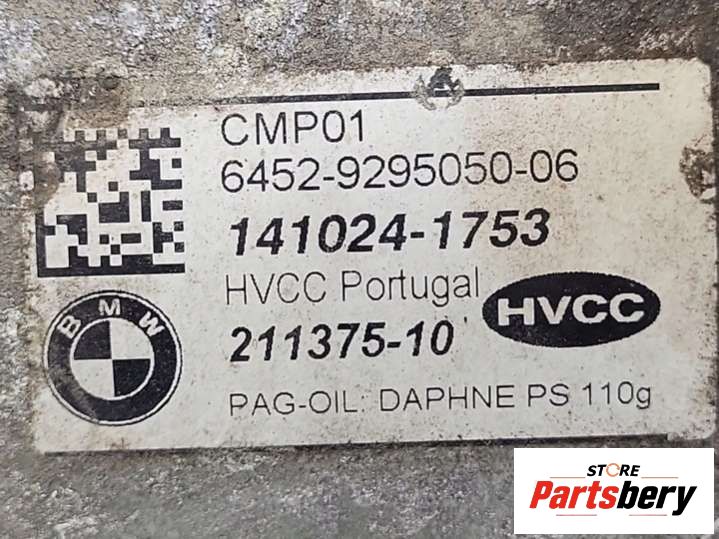 CMP01
6452-9295050-06
141024-1753
HVCC Portugal
211375-10
HVCC
BMW
PAG-OIL: DAPHNE PS 110g
STORE
Partsbery